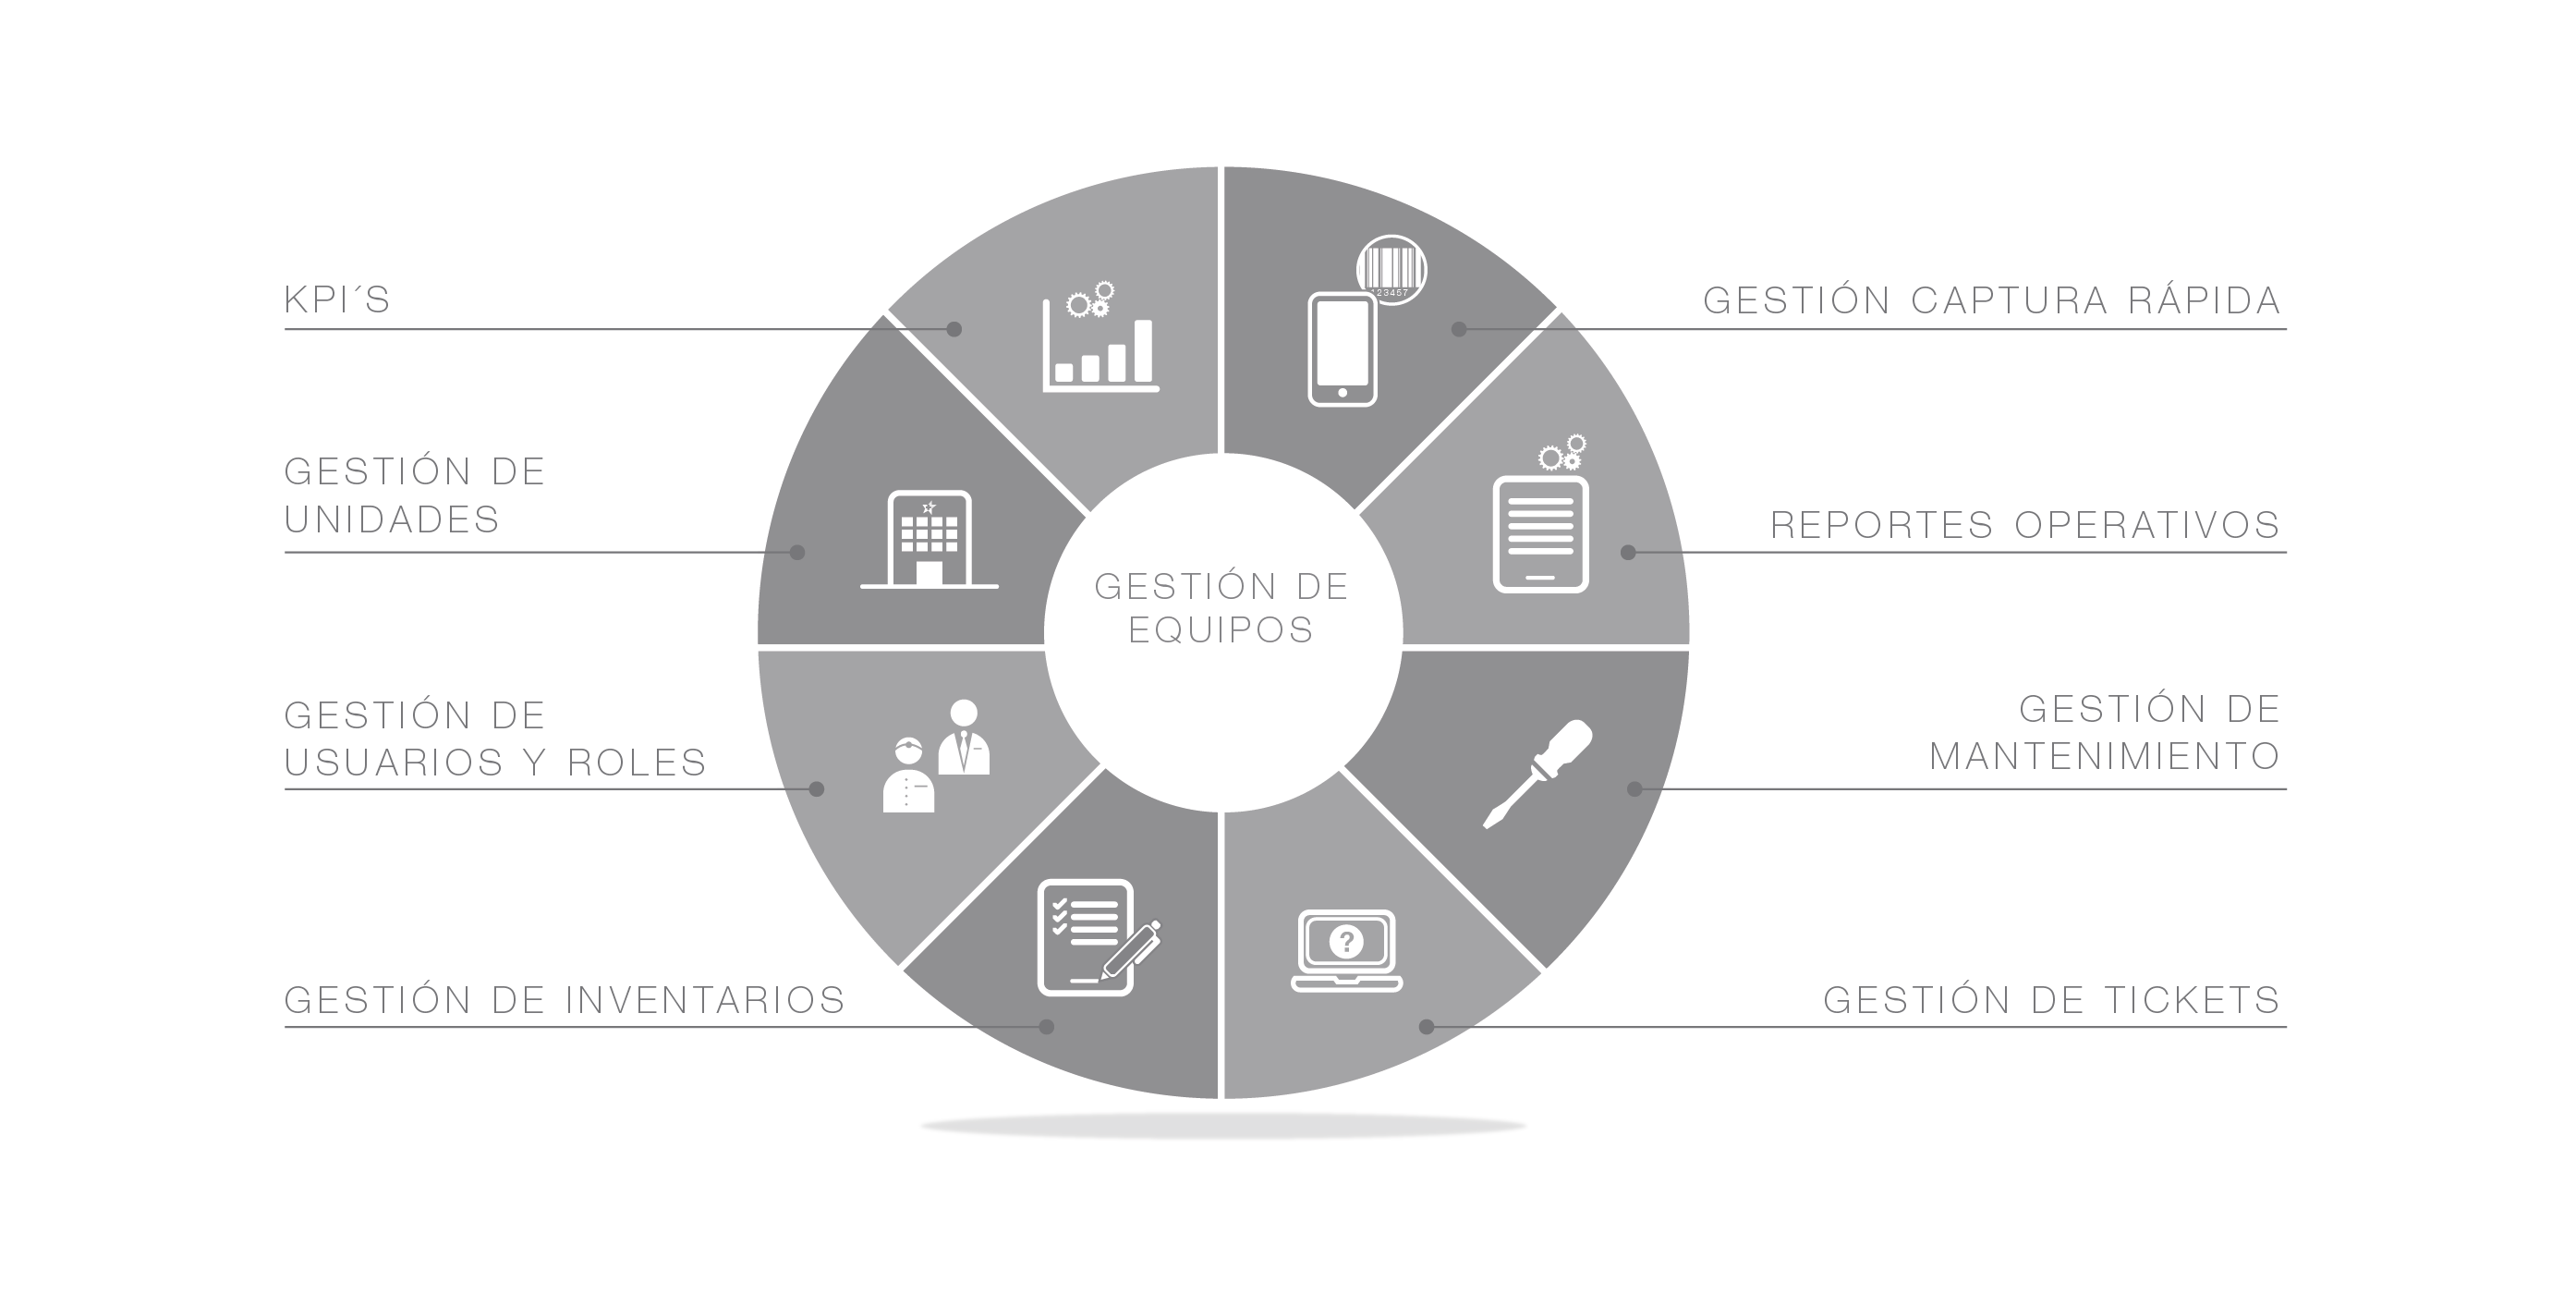 KPI´S
GESTIÓN DE
UNIDADES
GESTIÓN DE
USUARIOS Y ROLES
GESTIÓN DE INVENTARIOS
GESTIÓN DE
EQUIPOS
?
GESTIÓN CAPTURA RÁPIDA
REPORTES OPERATIVOS
GESTIÓN DE
MANTENIMIENTO
GESTIÓN DE TICKETS